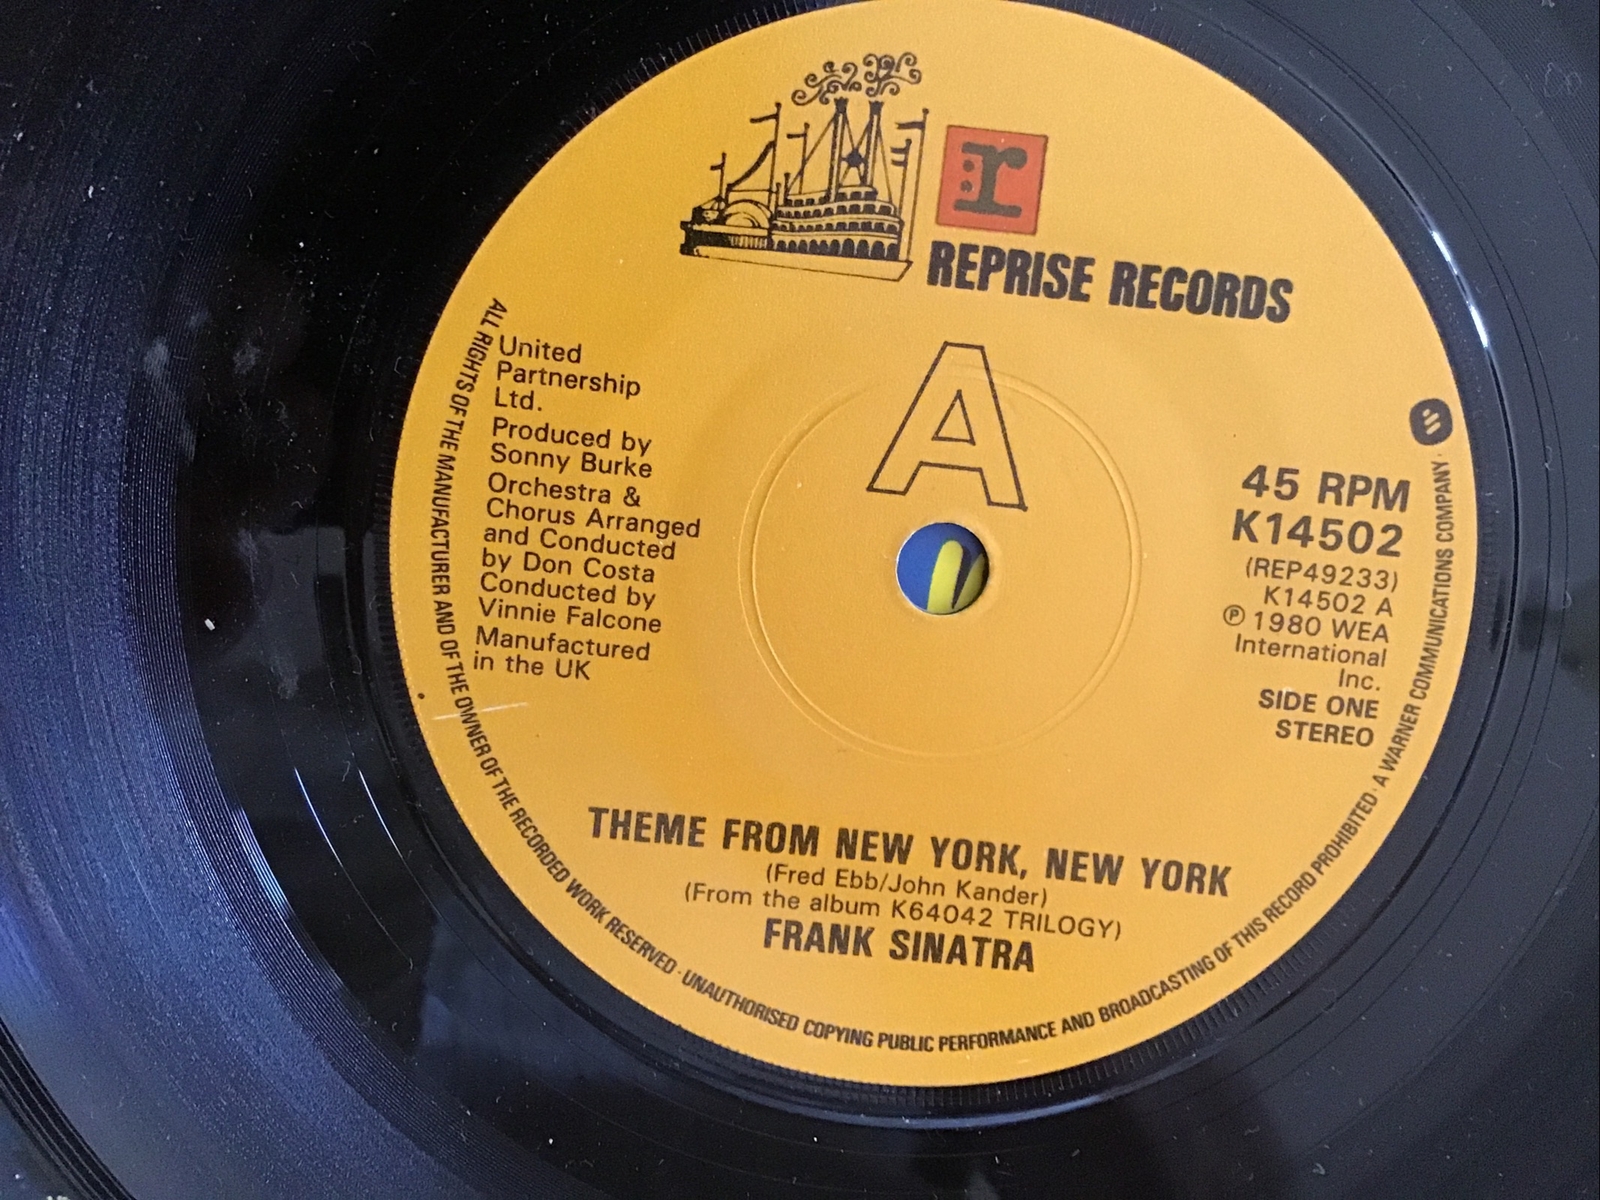 r
REPRISE RECORDS
A
United
Partnership
Ltd.
Produced by
Sonny Burke
Orchestra &
Chorus Arranged
and Conducted
by Don Costa
Conducted by
Vinnie Falcone
Manufactured
in the UK
45 RPM
K14502
(REP49233)
K14502 A
℗ 1980 WEA
International
Inc.
SIDE ONE
STEREO
THEME FROM NEW YORK, NEW YORK
(Fred Ebb/John Kander)
(From the album K64042 TRILOGY)
FRANK SINATRA
ALL RIGHTS OF THE MANUFACTURER AND OF THE OWNER OF THE RECORDED WORK RESERVED · UNAUTHORISED COPYING PUBLIC PERFORMANCE AND BROADCASTING OF THIS RECORD PROHIBITED · A WARNER COMMUNICATIONS COMPANY ·